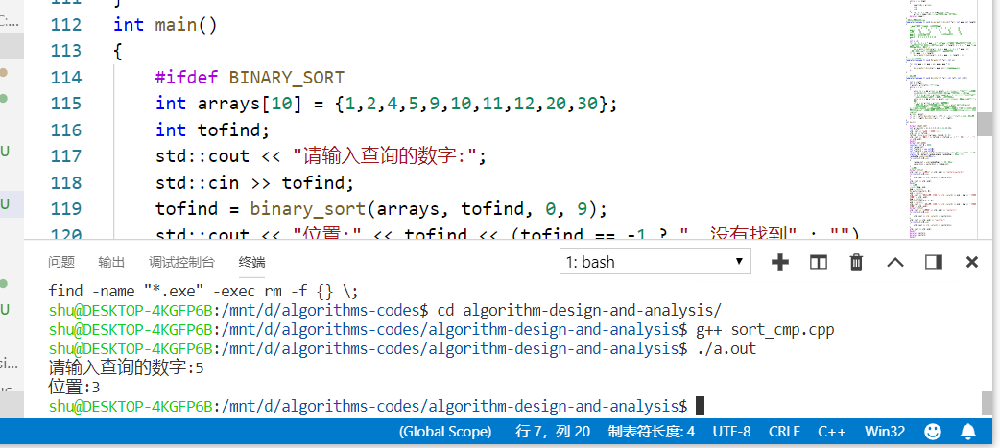 111 }
112 int main()
113 {
114 #ifdef BINARY_SORT
115 int arrays[10] = {1,2,4,5,9,10,11,12,20,30};
116 int tofind;
117 std::cout << "请输入查询的数字:";
118 std::cin >> tofind;
119 tofind = binary_sort(arrays, tofind, 0, 9);
120 std::cout << "位置:" << tofind << (tofind == -1 ? " 没有找到" : "")
问题 输出 调试控制台 终端 1: bash
find -name "*.exe" -exec rm -f {} \;
shu@DESKTOP-4KGFP6B:/mnt/d/algorithms-codes$ cd algorithm-design-and-analysis/
shu@DESKTOP-4KGFP6B:/mnt/d/algorithms-codes/algorithm-design-and-analysis$ g++ sort_cmp.cpp
shu@DESKTOP-4KGFP6B:/mnt/d/algorithms-codes/algorithm-design-and-analysis$ ./a.out
请输入查询的数字:5
位置:3
shu@DESKTOP-4KGFP6B:/mnt/d/algorithms-codes/algorithm-design-and-analysis$
(Global Scope) 行 7，列 20 制表符长度: 4 UTF-8 CRLF C++ Win32
C:...
U
U
U